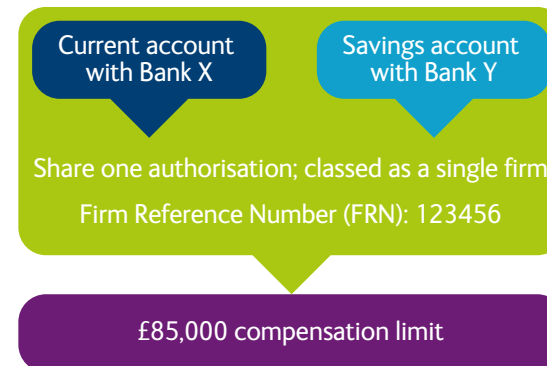 Current account
with Bank X
Savings account
with Bank Y
Share one authorisation; classed as a single firm
Firm Reference Number (FRN): 123456
£85,000 compensation limit